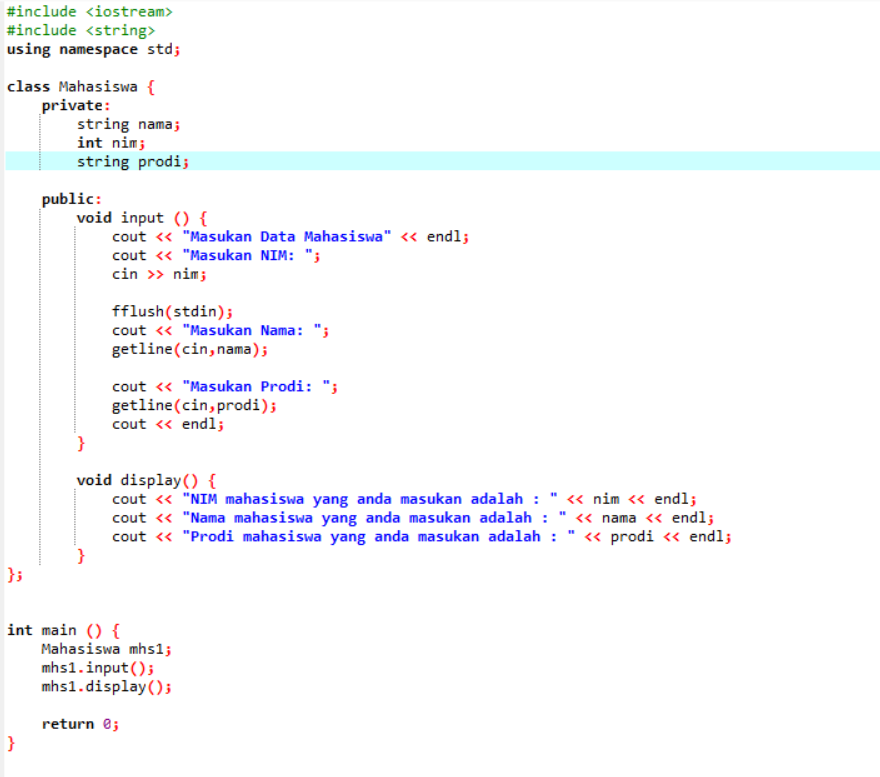 #include <iostream>
#include <string>
using namespace std;

class Mahasiswa {
    private:
        string nama;
        int nim;
        string prodi;

    public:
        void input () {
            cout << "Masukan Data Mahasiswa" << endl;
            cout << "Masukan NIM: ";
            cin >> nim;

            fflush(stdin);
            cout << "Masukan Nama: ";
            getline(cin,nama);

            cout << "Masukan Prodi: ";
            getline(cin,prodi);
            cout << endl;
        }

        void display() {
            cout << "NIM mahasiswa yang anda masukan adalah : " << nim << endl;
            cout << "Nama mahasiswa yang anda masukan adalah : " << nama << endl;
            cout << "Prodi mahasiswa yang anda masukan adalah : " << prodi << endl;
        }
};

int main () {
    Mahasiswa mhs1;
    mhs1.input();
    mhs1.display();

    return 0;
}